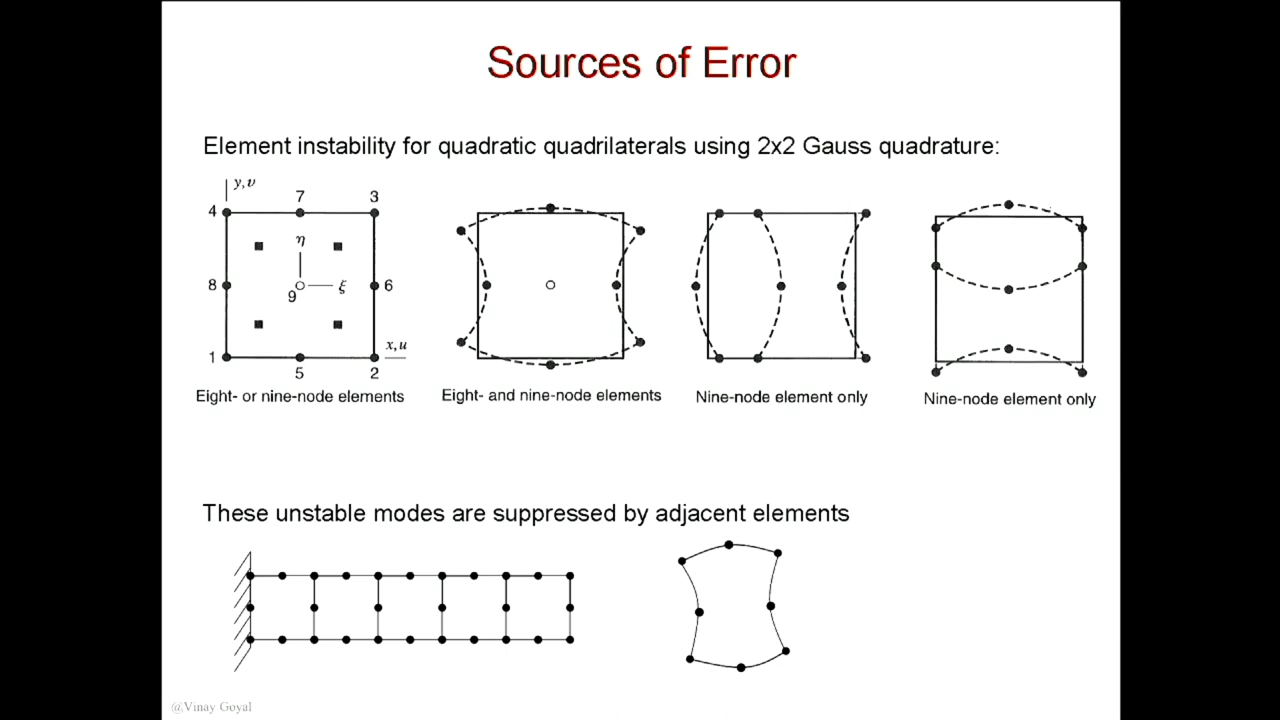 Sources of Error
Element instability for quadratic quadrilaterals using 2x2 Gauss quadrature:
y,υ
4 7 3
η
8 9 ξ 6
x,u
1 5 2
Eight- or nine-node elements
Eight- and nine-node elements
Nine-node element only
Nine-node element only
These unstable modes are suppressed by adjacent elements
@Vinay Goyal